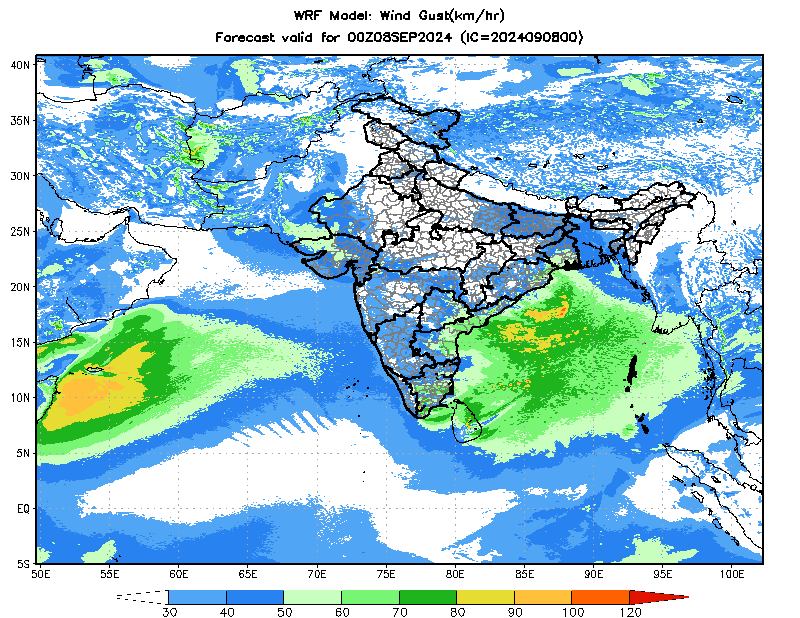 WRF Model: Wind Gust(km/hr)
Forecast valid for 00Z08SEP2024 (IC=2024090800)
40N
35N
30N
25N
20N
15N
10N
5N
EQ
5S
50E 55E 60E 65E 70E 75E 80E 85E 90E 95E 100E
30 40 50 60 70 80 90 100 120